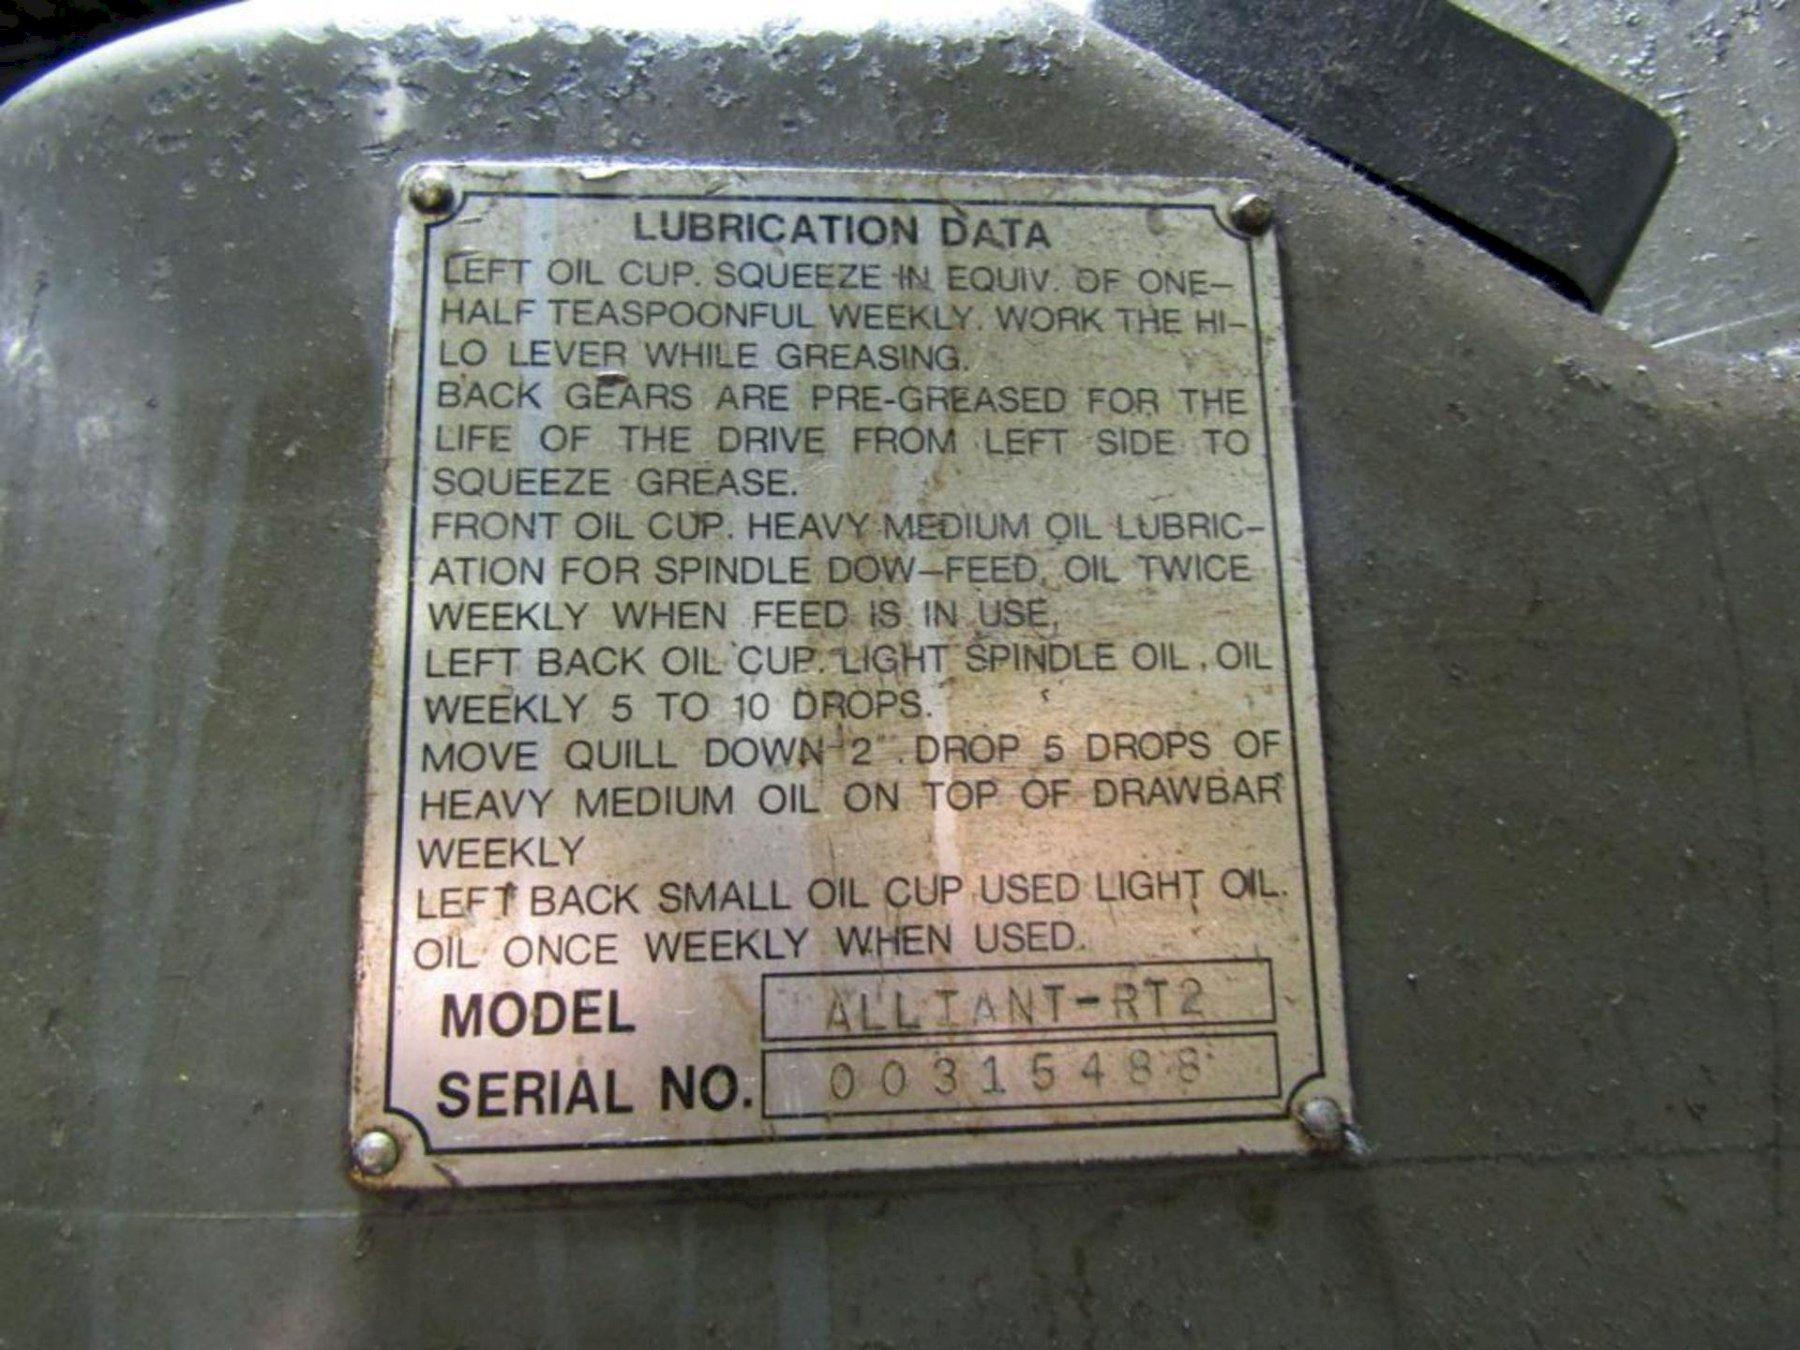 LUBRICATION DATA
LEFT OIL CUP. SQUEEZE IN EQUIV. OF ONE-
HALF TEASPOONFUL WEEKLY. WORK THE HI-
LO LEVER WHILE GREASING.
BACK GEARS ARE PRE-GREASED FOR THE
LIFE OF THE DRIVE FROM LEFT SIDE TO
SQUEEZE GREASE.
FRONT OIL CUP. HEAVY MEDIUM OIL LUBRIC-
ATION FOR SPINDLE DOW-FEED, OIL TWICE
WEEKLY WHEN FEED IS IN USE,
LEFT BACK OIL CUP. LIGHT SPINDLE OIL. OIL
WEEKLY 5 TO 10 DROPS.
MOVE QUILL DOWN 2". DROP 5 DROPS OF
HEAVY MEDIUM OIL ON TOP OF DRAWBAR
WEEKLY
LEFT BACK SMALL OIL CUP USED LIGHT OIL.
OIL ONCE WEEKLY WHEN USED.
MODEL ALLIANT-RT2
SERIAL NO. 00315488